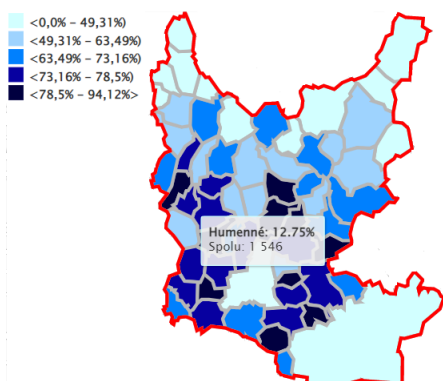 <0,0% – 49,31%)
<49,31% – 63,49%)
<63,49% – 73,16%)
<73,16% – 78,5%)
<78,5% – 94,12%>
Humenné: 12.75%
Spolu: 1 546